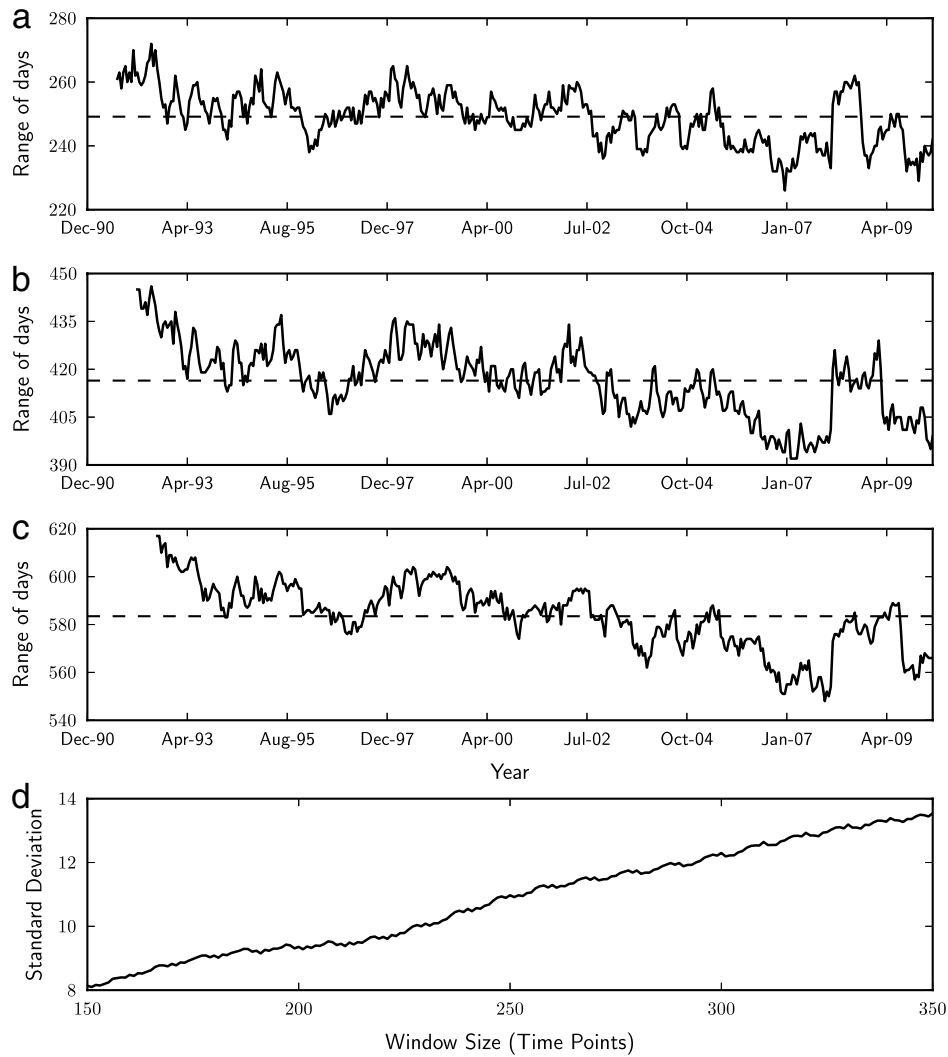 a
280
260
240
220
Range of days
Dec-90 Apr-93 Aug-95 Dec-97 Apr-00 Jul-02 Oct-04 Jan-07 Apr-09
b
450
435
420
405
390
Range of days
Dec-90 Apr-93 Aug-95 Dec-97 Apr-00 Jul-02 Oct-04 Jan-07 Apr-09
c
620
600
580
560
540
Range of days
Dec-90 Apr-93 Aug-95 Dec-97 Apr-00 Jul-02 Oct-04 Jan-07 Apr-09
Year
d
14
12
10
8
Standard Deviation
150 200 250 300 350
Window Size (Time Points)